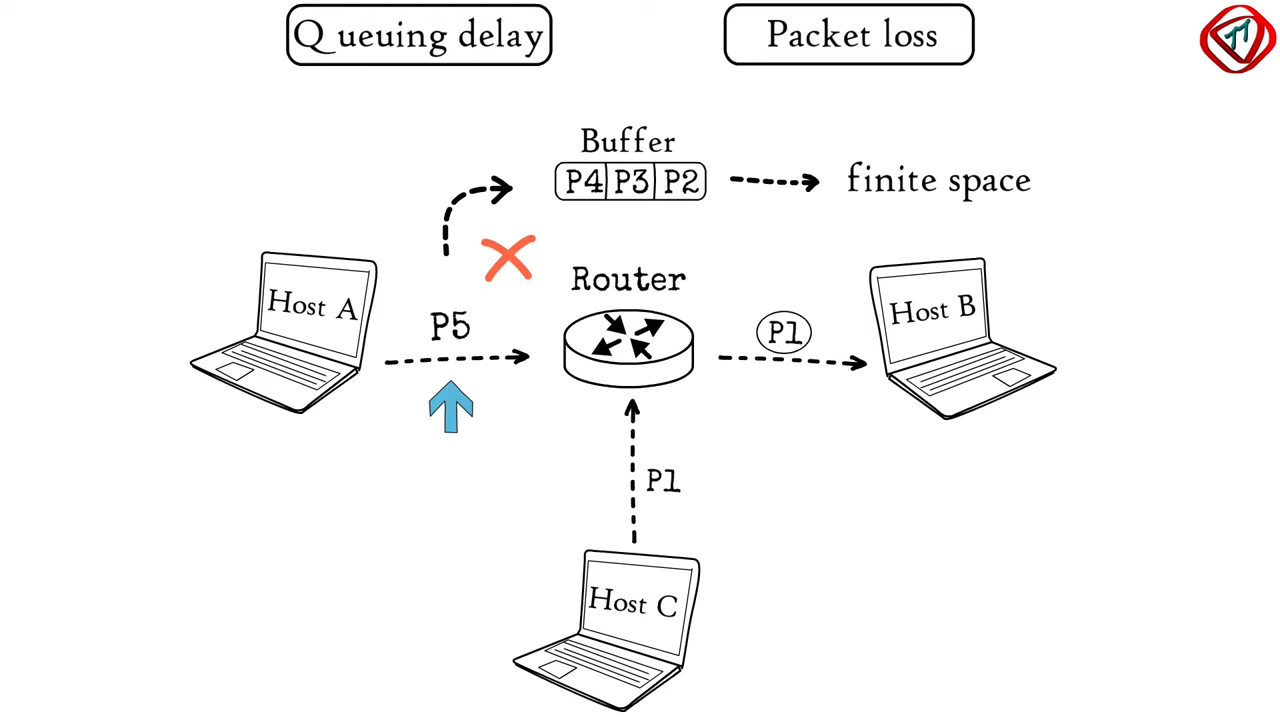 Queuing delay
Packet loss
Buffer
P4 P3 P2
finite space
Router
Host A
P5
P1
Host B
P1
Host C